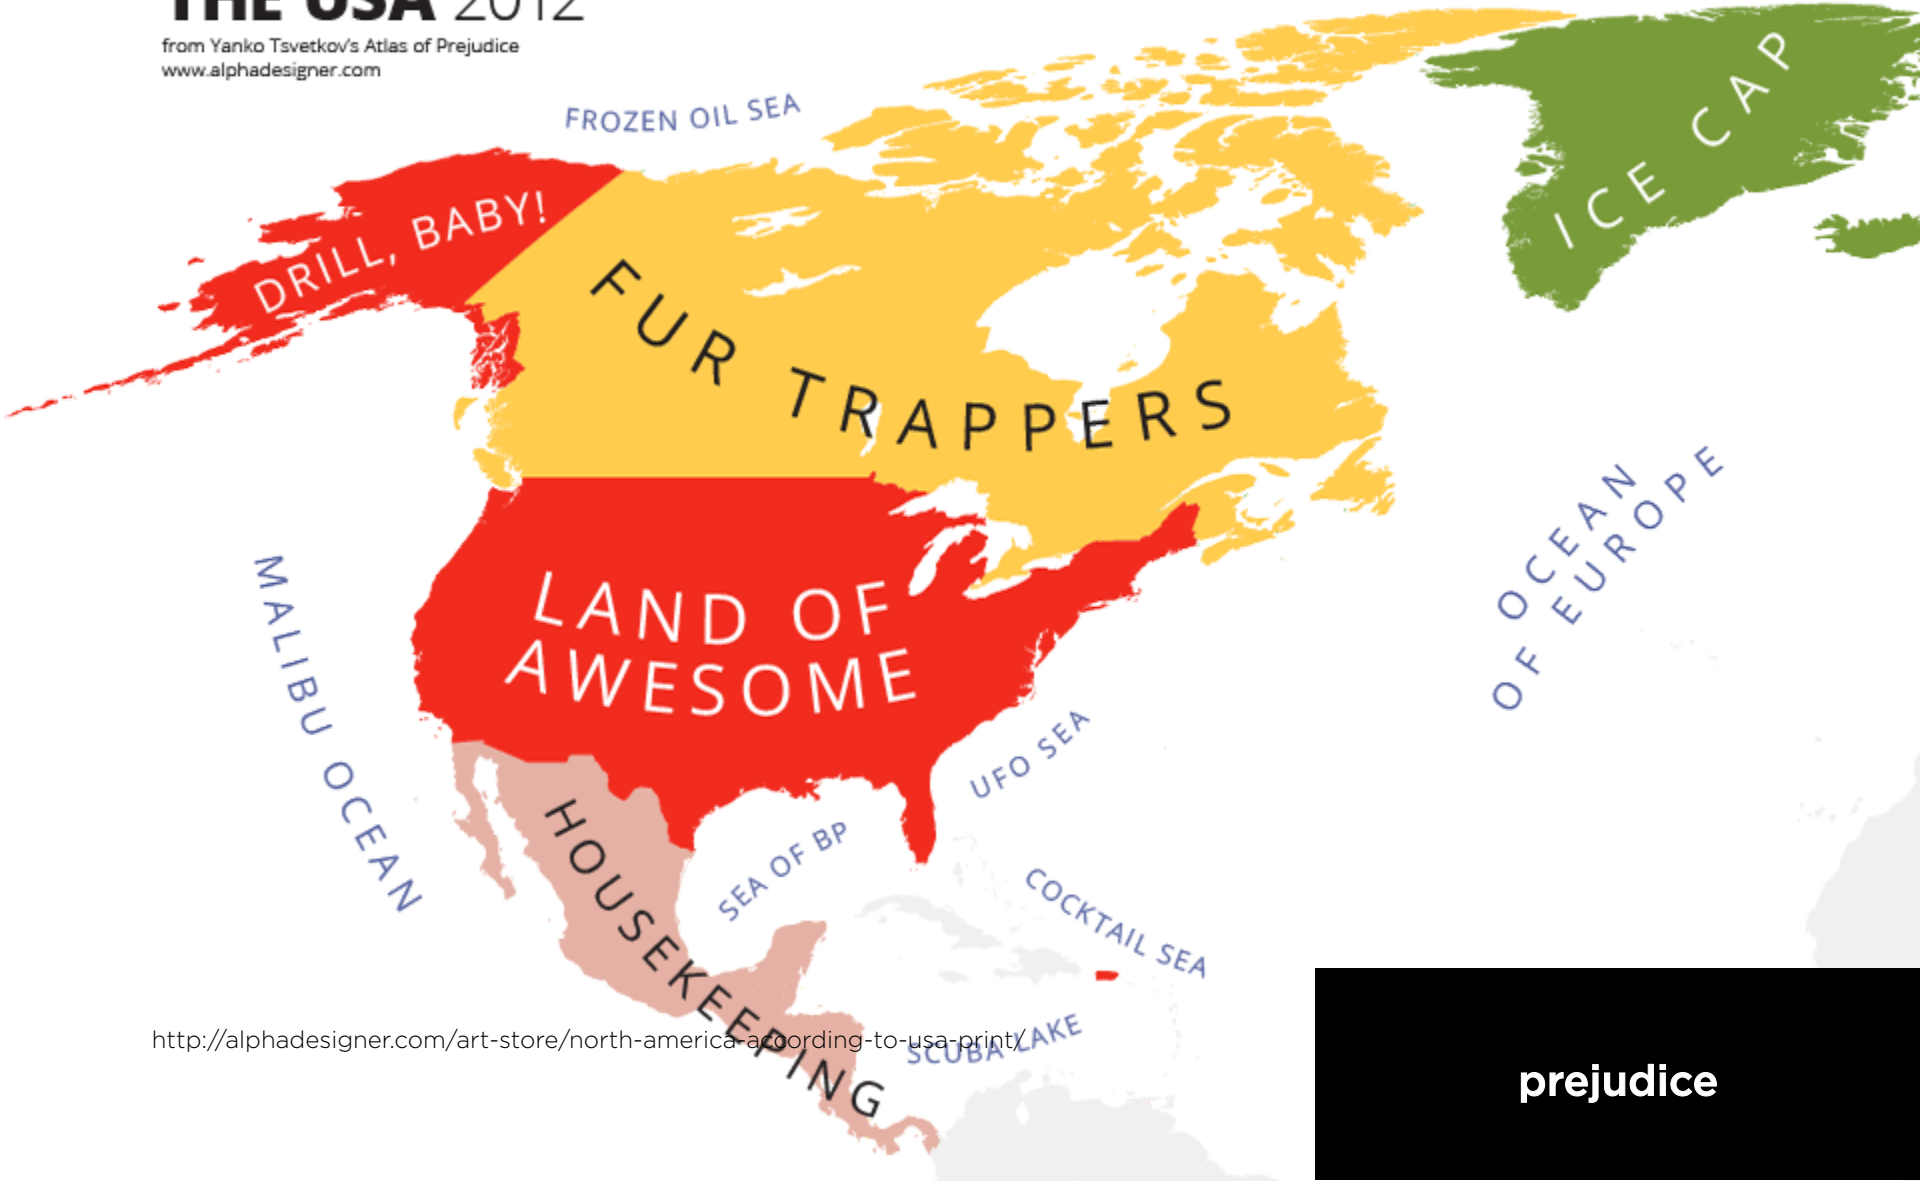 THE USA 2012
from Yanko Tsvetkov's Atlas of Prejudice
www.alphadesigner.com
FROZEN OIL SEA
ICE CAP
DRILL, BABY!
FUR TRAPPERS
OCEAN
OF EUROPE
LAND OF
AWESOME
MALIBU OCEAN
UFO SEA
HOUSEKEEPING
SEA OF BP
COCKTAIL SEA
SCUBA LAKE
http://alphadesigner.com/art-store/north-america-according-to-usa-print/
prejudice